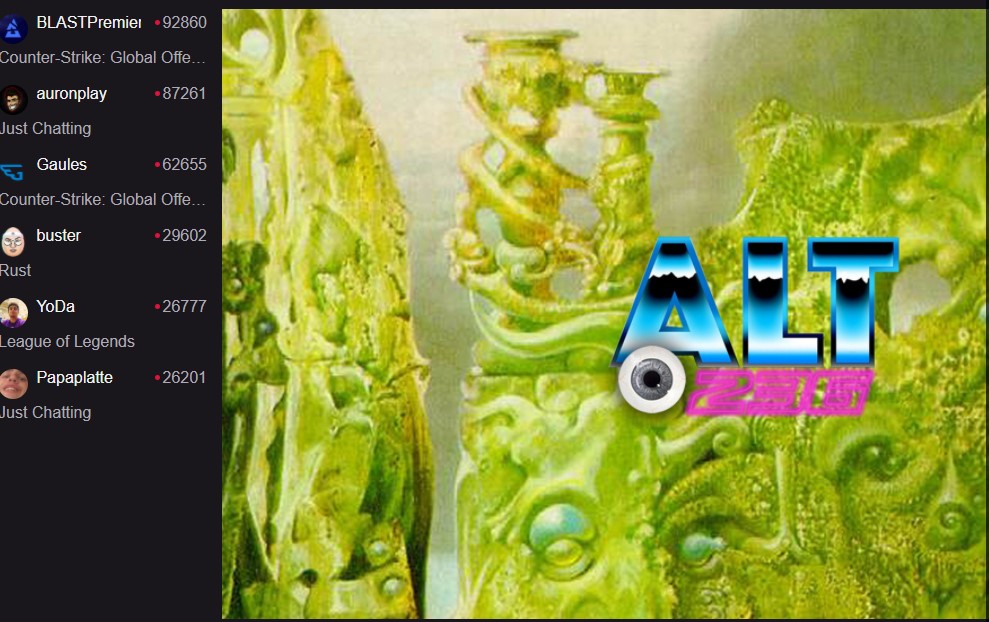 BLASTPremier
•92860
Counter-Strike: Global Offe...
auronplay
•87261
Just Chatting
Gaules
•62655
Counter-Strike: Global Offe...
buster
•29602
Rust
YoDa
•26777
League of Legends
Papaplatte
•26201
Just Chatting
ALT
236